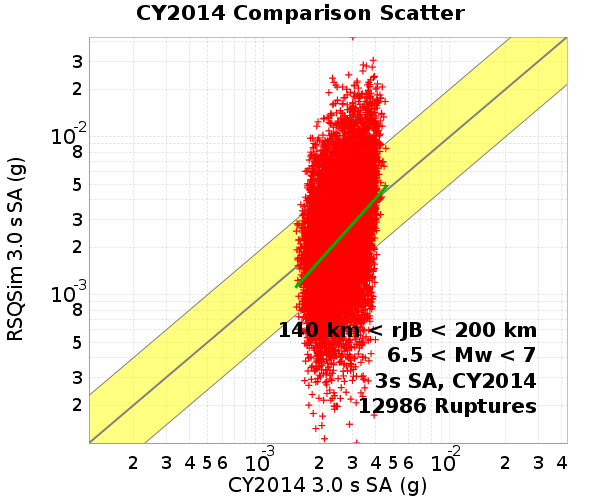 CY2014 Comparison Scatter
RSQSim 3.0 s SA (g)
3
2
10⁻²
8
5
3
2
10⁻³
8
5
3
2
140 km < rJB < 200 km
6.5 < Mw < 7
3s SA, CY2014
12986 Ruptures
2 3 4 5 6 8 10⁻³ 2 3 4 5 6 8 10⁻² 2 3 4
CY2014 3.0 s SA (g)